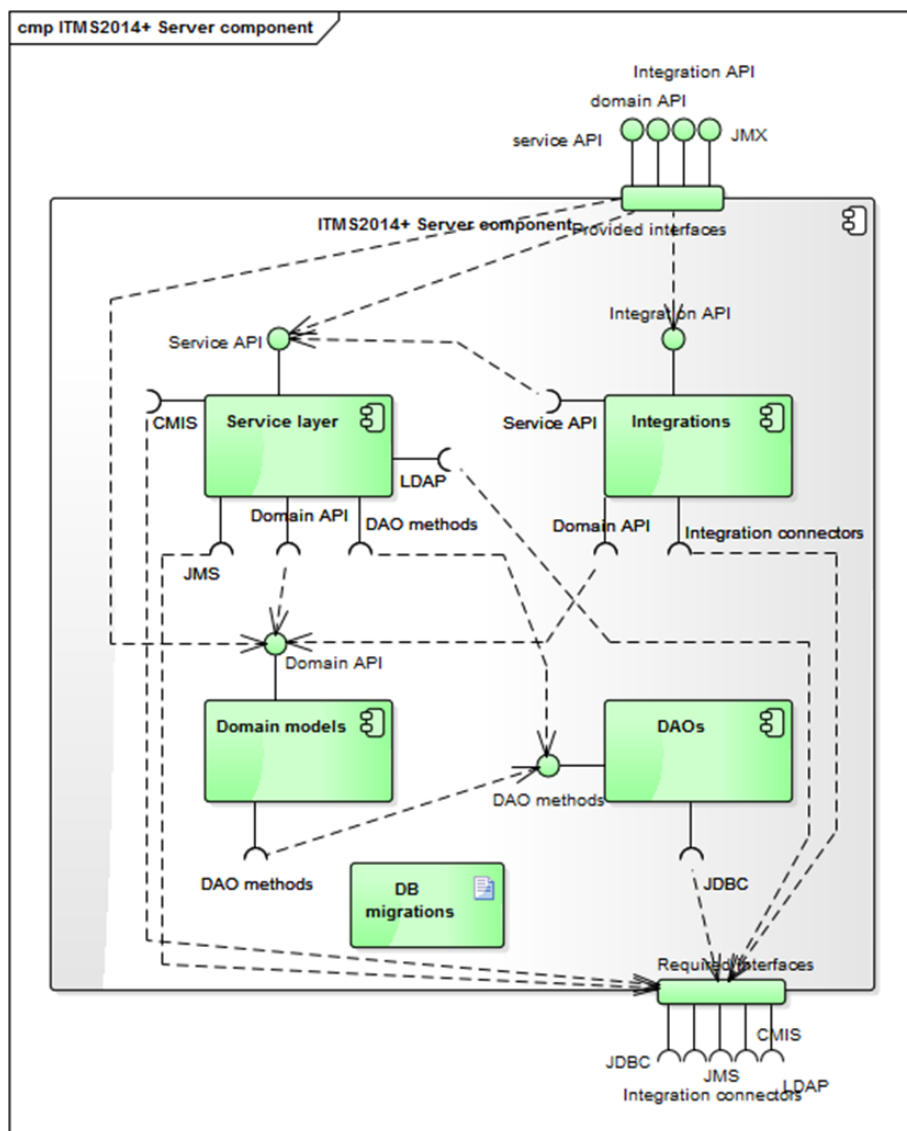 cmp ITMS2014+ Server component
Integration API
domain API
service API
JMX
ITMS2014+ Server component
Provided interfaces
Service API
Integration API
CMIS
Service layer
Service API
Integrations
LDAP
Domain API
DAO methods
Domain API
Integration connectors
JMS
Domain API
Domain models
DAOs
DAO methods
DAO methods
JDBC
DB
migrations
Required interfaces
CMIS
JDBC
JMS
LDAP
Integration connectors